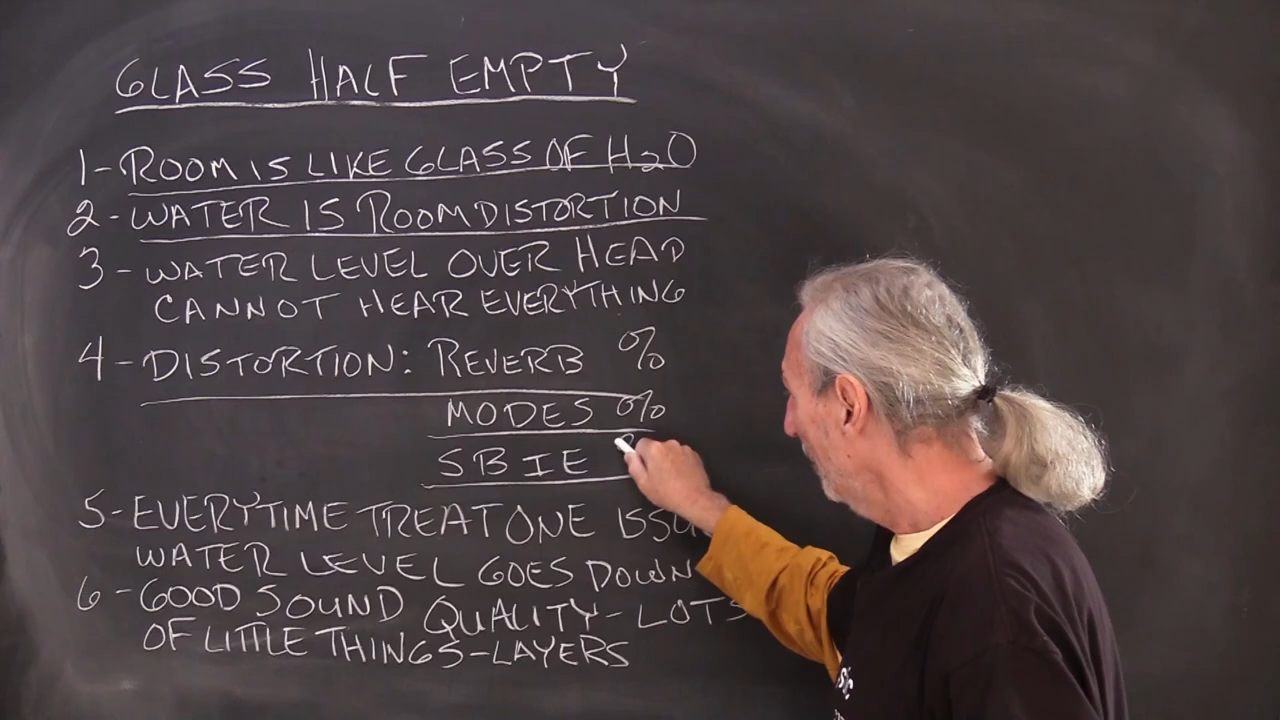 GLASS HALF EMPTY
1-ROOM IS LIKE GLASS OF H2O
2-WATER IS ROOM DISTORTION
3-WATER LEVEL OVER HEAD
CANNOT HEAR EVERYTHING
4-DISTORTION: REVERB %
MODES %
SBIE
5-EVERYTIME TREAT ONE
WATER LEVEL GOES DOWN
6-GOOD SOUND QUALITY-LOTS
OF LITTLE THINGS-LAYERS